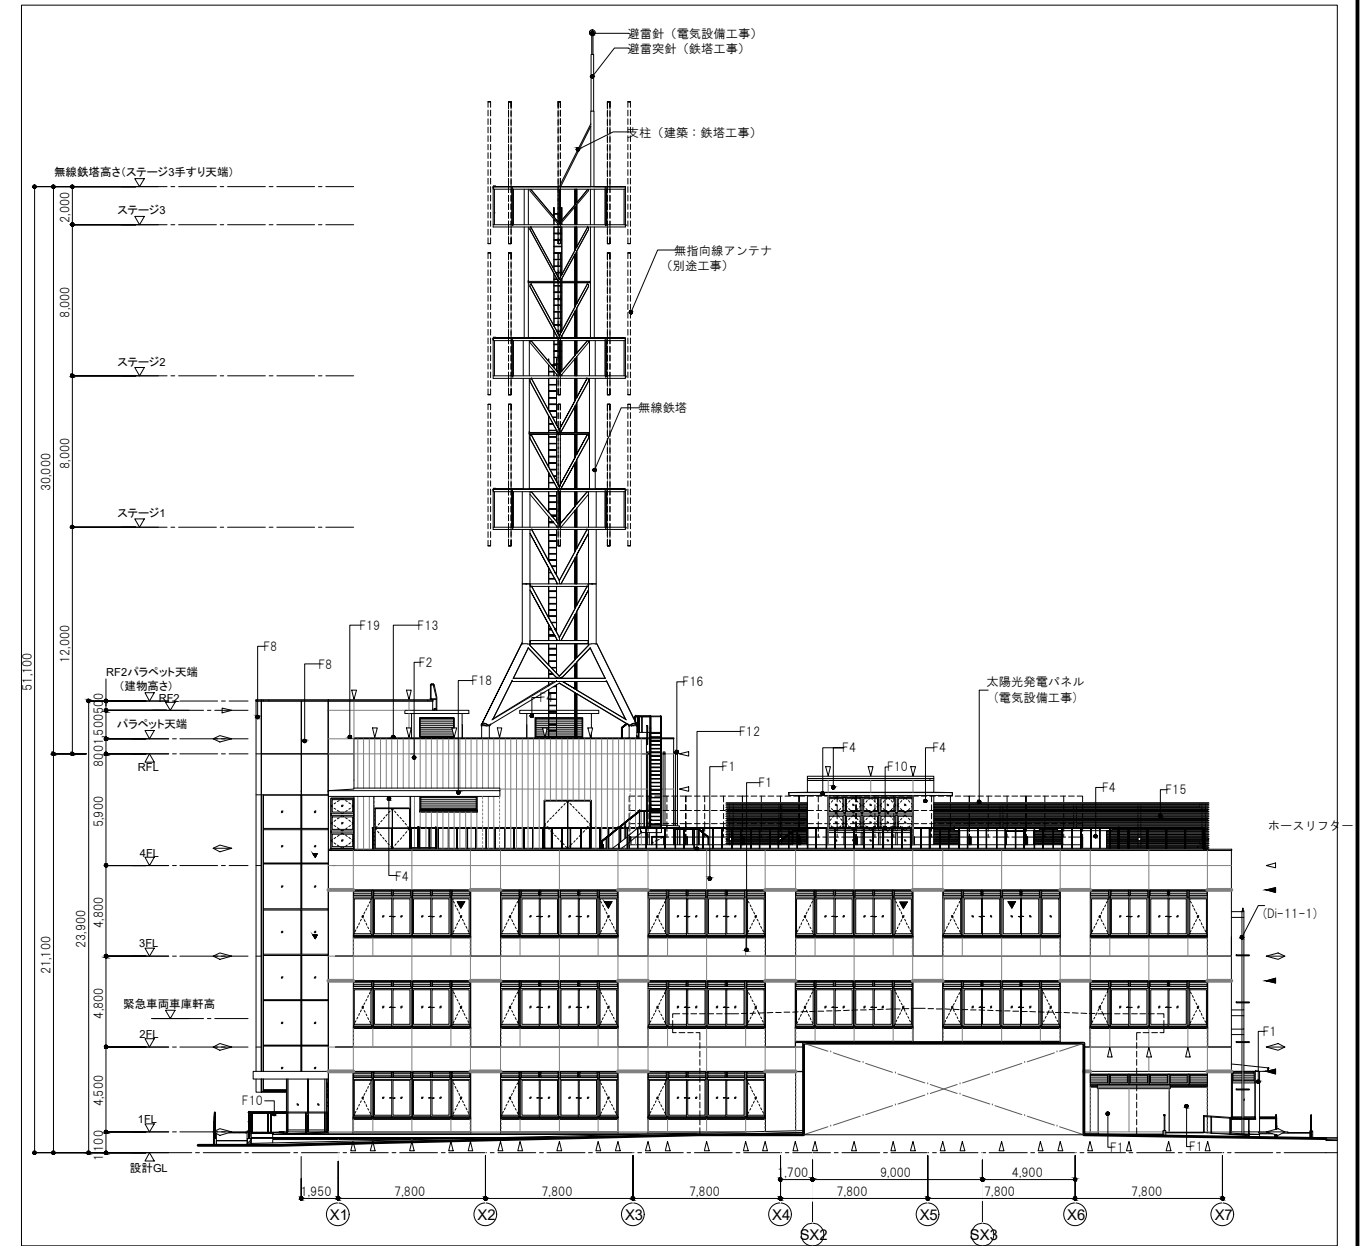 避雷針（電気設備工事）
避雷突針（鉄塔工事）
支柱（建築：鉄塔工事）
無線鉄塔高さ(ステージ3手すり天端)
2,000
ステージ3
無指向線アンテナ
（別途工事）
8,000
ステージ2
無線鉄塔
8,000
30,000
ステージ1
12,000
51,100
F8
F8
F19
F13
F2
F18
F16
F12
F1
F1
RF2パラペット天端
（建物高さ）
RF2
パラペット天端
RFL
500
1,500
800
太陽光発電パネル
（電気設備工事）
F4
F10
F4
F4
F15
ホースリフター
(Di-11-1)
5,900
4FL
F4
4,800
23,900
21,100
3FL
緊急車両車庫軒高
4,800
2FL
F1
4,500
F10
1FL
F1
F1
1,100
設計GL
1,700
9,000
4,900
1,950
7,800
7,800
7,800
7,800
7,800
7,800
X1
X2
X3
X4
X5
X6
X7
SX2
SX3